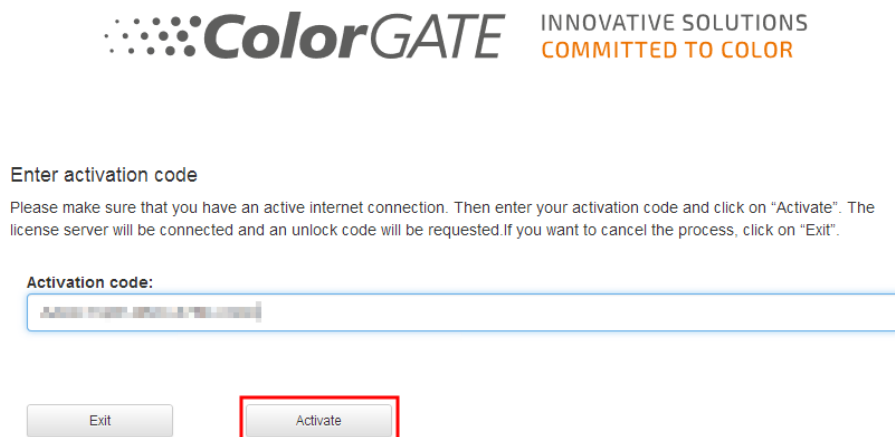 ColorGATE
INNOVATIVE SOLUTIONS
COMMITTED TO COLOR
Enter activation code
Please make sure that you have an active internet connection. Then enter your activation code and click on “Activate”. The
license server will be connected and an unlock code will be requested.If you want to cancel the process, click on “Exit”.
Activation code:
Exit
Activate